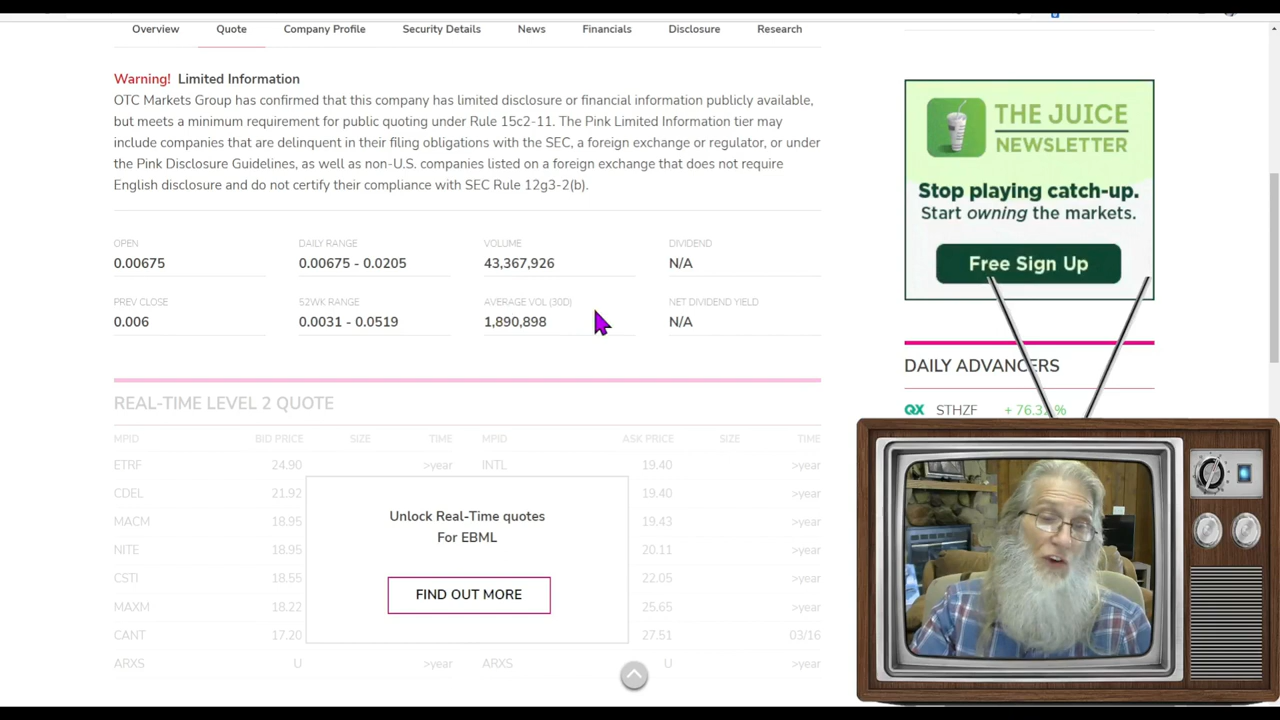 Overview Quote Company Profile Security Details News Financials Disclosure Research
Warning! Limited Information
OTC Markets Group has confirmed that this company has limited disclosure or financial information publicly available,
but meets a minimum requirement for public quoting under Rule 15c2-11. The Pink Limited Information tier may
include companies that are delinquent in their filing obligations with the SEC, a foreign exchange or regulator, or under
the Pink Disclosure Guidelines, as well as non-U.S. companies listed on a foreign exchange that does not require
English disclosure and do not certify their compliance with SEC Rule 12g3-2(b).
OPEN DAILY RANGE VOLUME DIVIDEND
0.00675 0.00675 - 0.0205 43,367,926 N/A
PREV CLOSE 52WK RANGE AVERAGE VOL (30D) NET DIVIDEND YIELD
0.006 0.0031 - 0.0519 1,890,898 N/A
REAL-TIME LEVEL 2 QUOTE
MPID BID PRICE SIZE TIME MPID ASK PRICE SIZE TIME
ETRF 24.90 >year INTL 19.40 >year
CDEL 21.92 19.40 >year
MACM 18.95 19.43 >year
NITE 18.95 20.11 >year
CSTI 18.55 22.05 >year
MAXM 18.22 25.65 >year
CANT 17.20 27.51 03/16
ARXS U >year ARXS U >year
Unlock Real-Time quotes
For EBML
FIND OUT MORE
THE JUICE
NEWSLETTER
Stop playing catch-up.
Start owning the markets.
Free Sign Up
DAILY ADVANCERS
QX STHZF